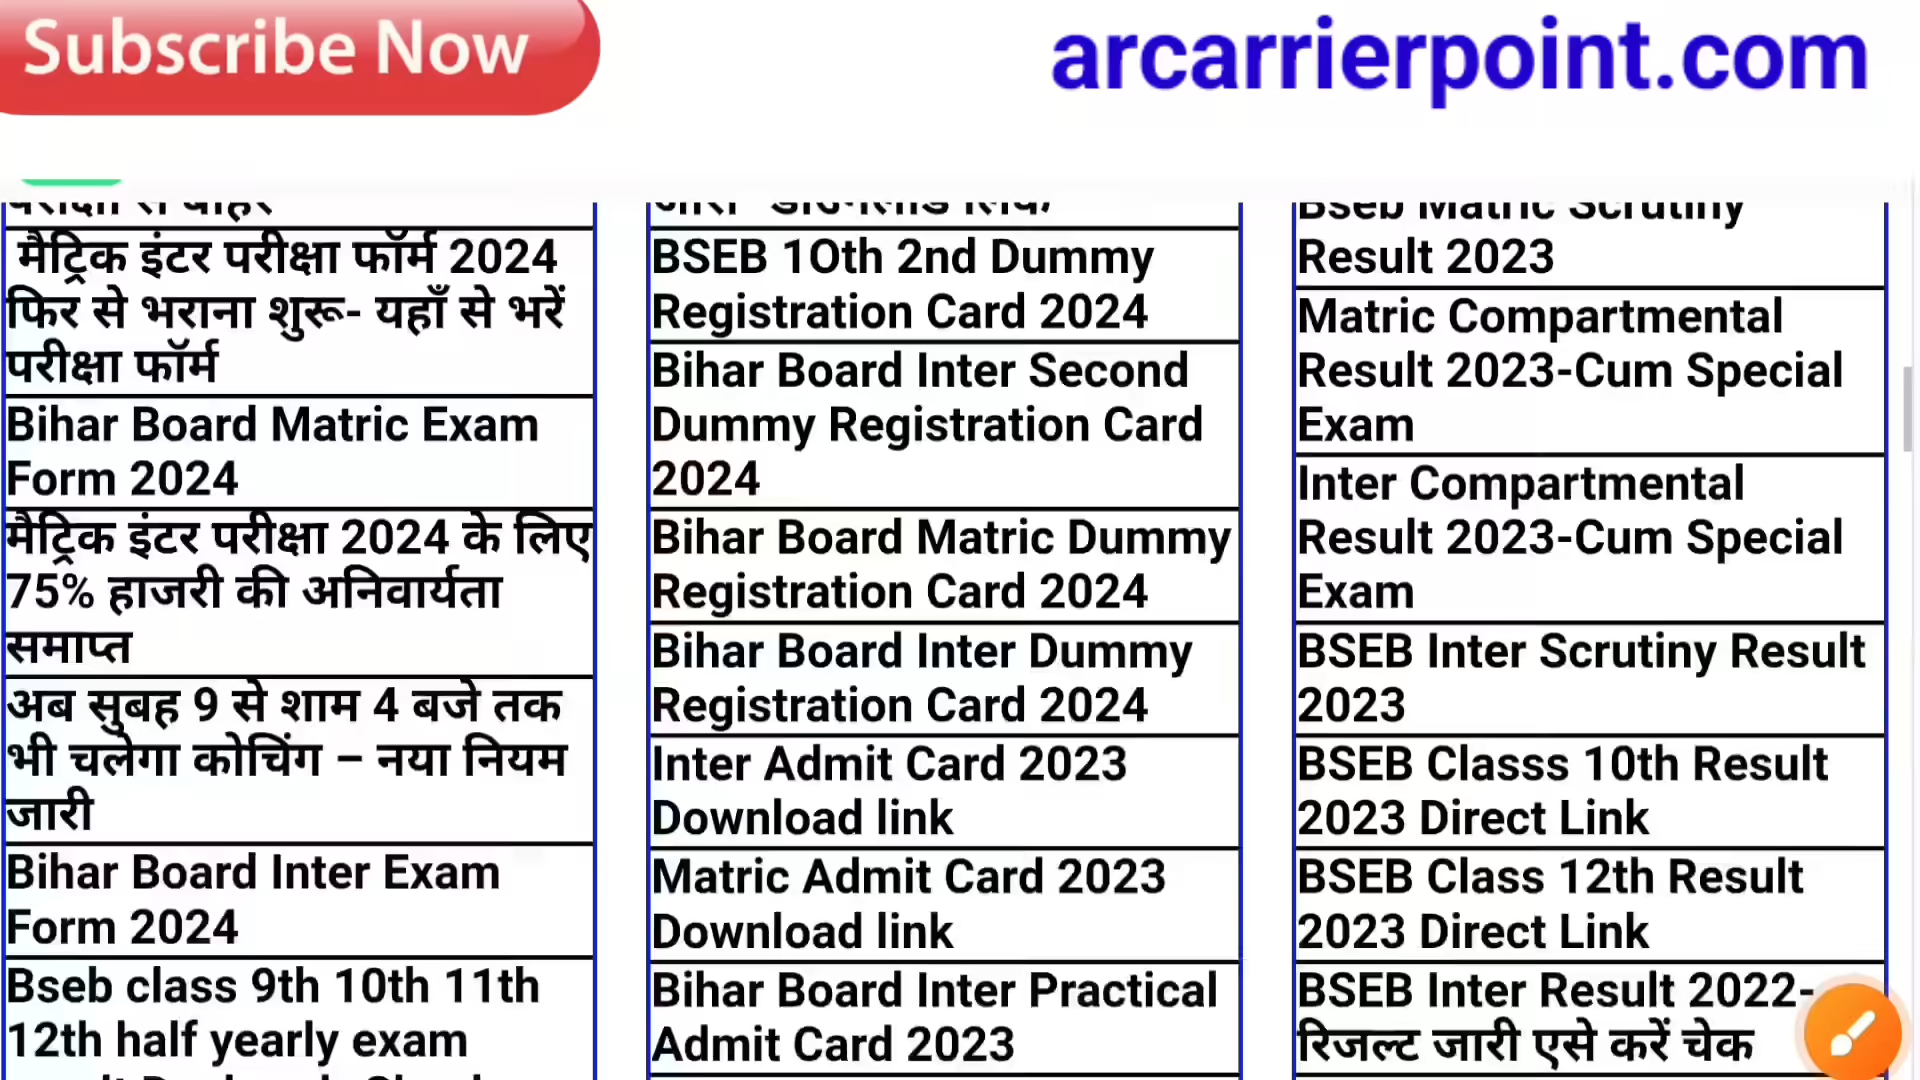 Subscribe Now
arcarrierpoint.com
परीक्षा से बाहर
मैट्रिक इंटर परीक्षा फॉर्म 2024
फिर से भराना शुरू- यहाँ से भरें
परीक्षा फॉर्म
Bihar Board Matric Exam
Form 2024
मैट्रिक इंटर परीक्षा 2024 के लिए
75% हाजरी की अनिवार्यता
समाप्त
अब सुबह 9 से शाम 4 बजे तक
भी चलेगा कोचिंग – नया नियम
जारी
Bihar Board Inter Exam
Form 2024
Bseb class 9th 10th 11th
12th half yearly exam
BSEB 1Oth 2nd Dummy
Registration Card 2024
Bihar Board Inter Second
Dummy Registration Card
2024
Bihar Board Matric Dummy
Registration Card 2024
Bihar Board Inter Dummy
Registration Card 2024
Inter Admit Card 2023
Download link
Matric Admit Card 2023
Download link
Bihar Board Inter Practical
Admit Card 2023
Bseb Matric Scrutiny
Result 2023
Matric Compartmental
Result 2023-Cum Special
Exam
Inter Compartmental
Result 2023-Cum Special
Exam
BSEB Inter Scrutiny Result
2023
BSEB Classs 10th Result
2023 Direct Link
BSEB Class 12th Result
2023 Direct Link
BSEB Inter Result 2022-
रिजल्ट जारी एसे करें चेक